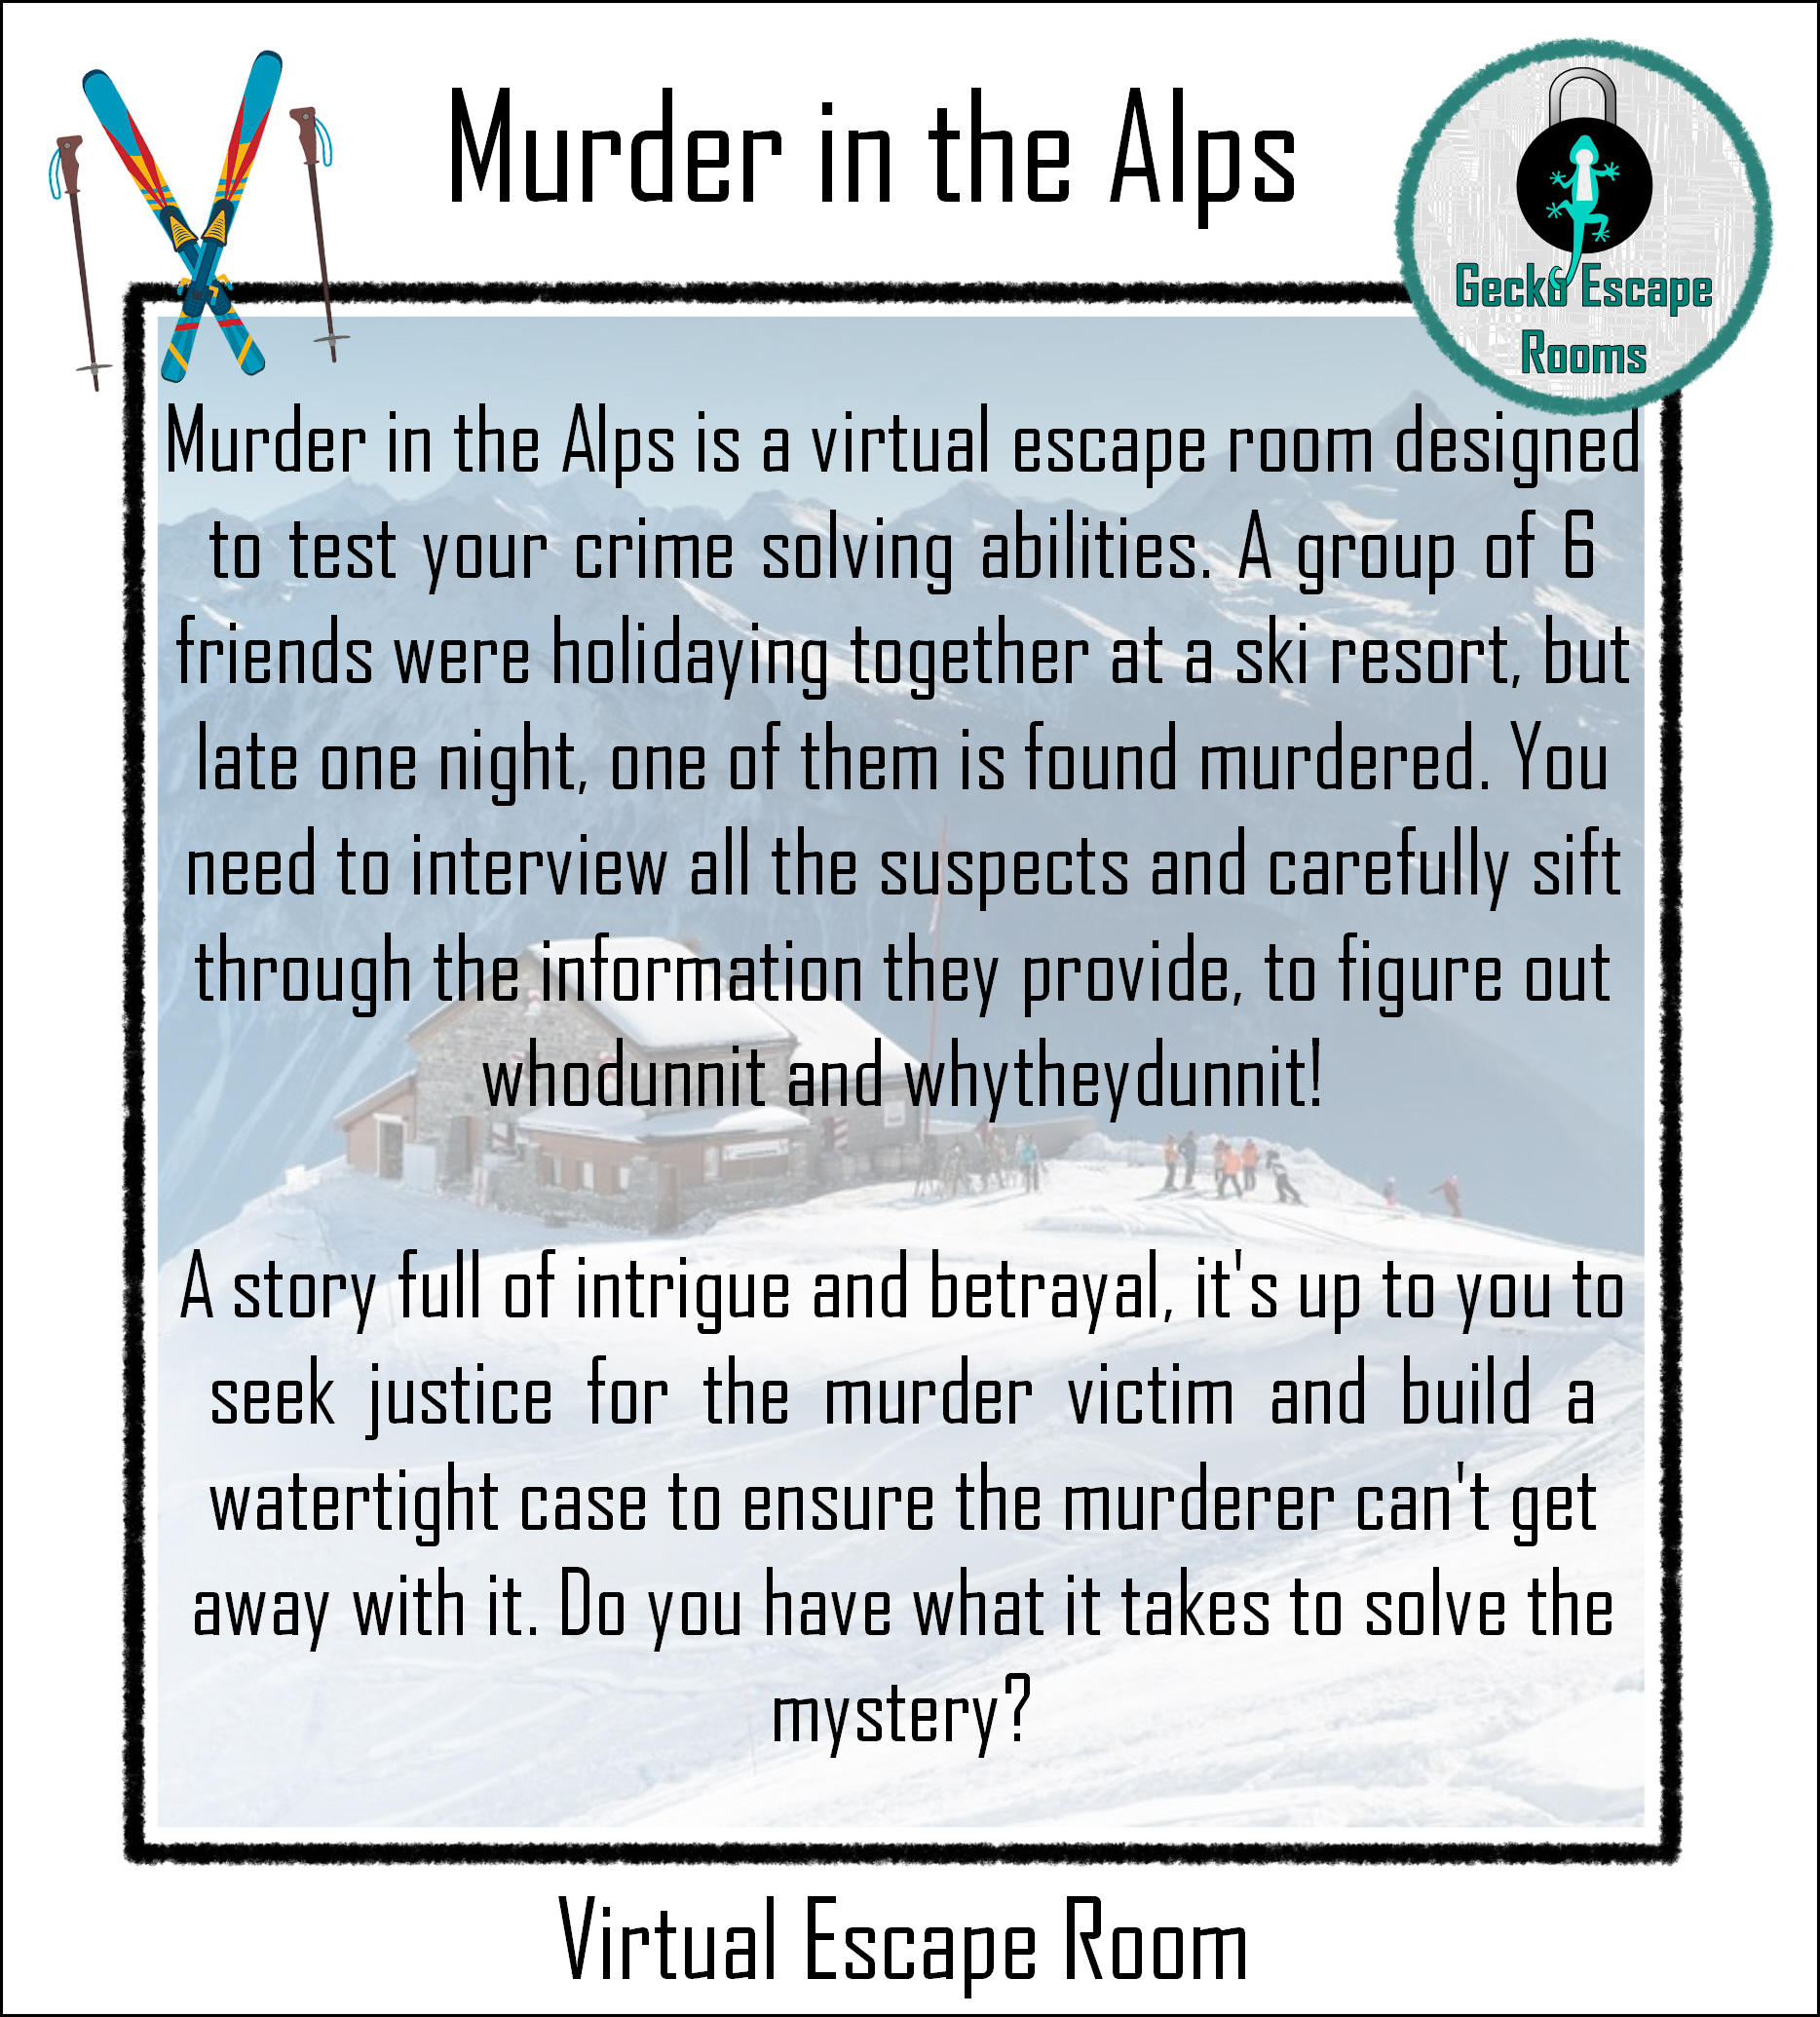 Murder in the Alps
Gecko Escape
Rooms
Murder in the Alps is a virtual escape room designed
to test your crime solving abilities. A group of 6
friends were holidaying together at a ski resort, but
late one night, one of them is found murdered. You
need to interview all the suspects and carefully sift
through the information they provide, to figure out
whodunnit and whytheydunnit!
A story full of intrigue and betrayal, it's up to you to
seek justice for the murder victim and build a
watertight case to ensure the murderer can't get
away with it. Do you have what it takes to solve the
mystery?
Virtual Escape Room